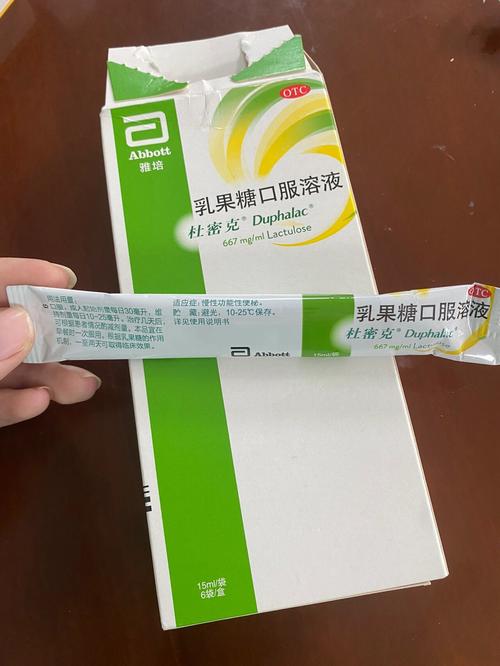 OTC
Abbott
雅培
乳果糖口服溶液
杜密克® Duphalac®
667 mg/ml Lactulose
用法用量:
口服，成人起始剂量每日30毫升，维
持剂量每日10-25毫升。治疗几天后，
可根据患者情况酌减剂量。本品宜在
早餐时一次服用。根据乳果糖的作用
机制，一至两天可取得临床效果。
适应症：慢性功能性便秘。
贮 藏：避光，10-25℃保存。
详见使用说明书
Abbott
15ml/袋
OTC
乳果糖口服溶液
杜密克® Duphalac®
667 mg/ml Lactulose
15ml/袋
6袋/盒